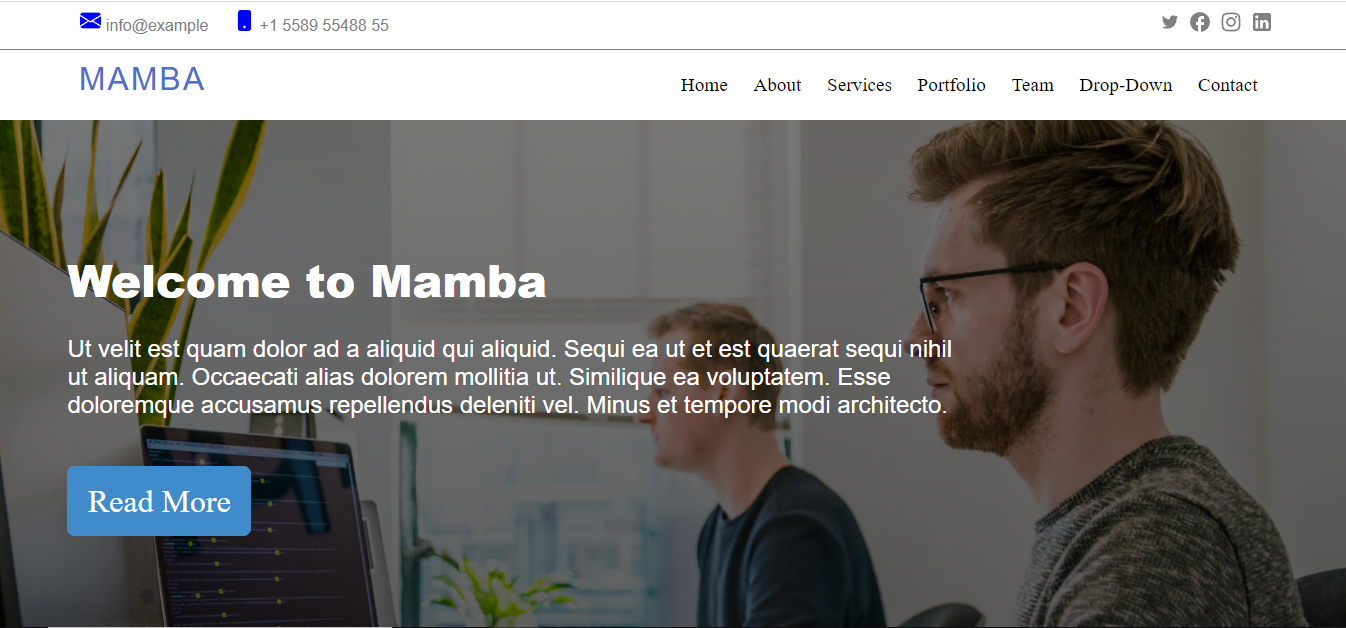 info@example +1 5589 55488 55
MAMBA
Home About Services Portfolio Team Drop-Down Contact
Welcome to Mamba
Ut velit est quam dolor ad a aliquid qui aliquid. Sequi ea ut et est quaerat sequi nihil
ut aliquam. Occaecati alias dolorem mollitia ut. Similique ea voluptatem. Esse
doloremque accusamus repellendus deleniti vel. Minus et tempore modi architecto.
Read More